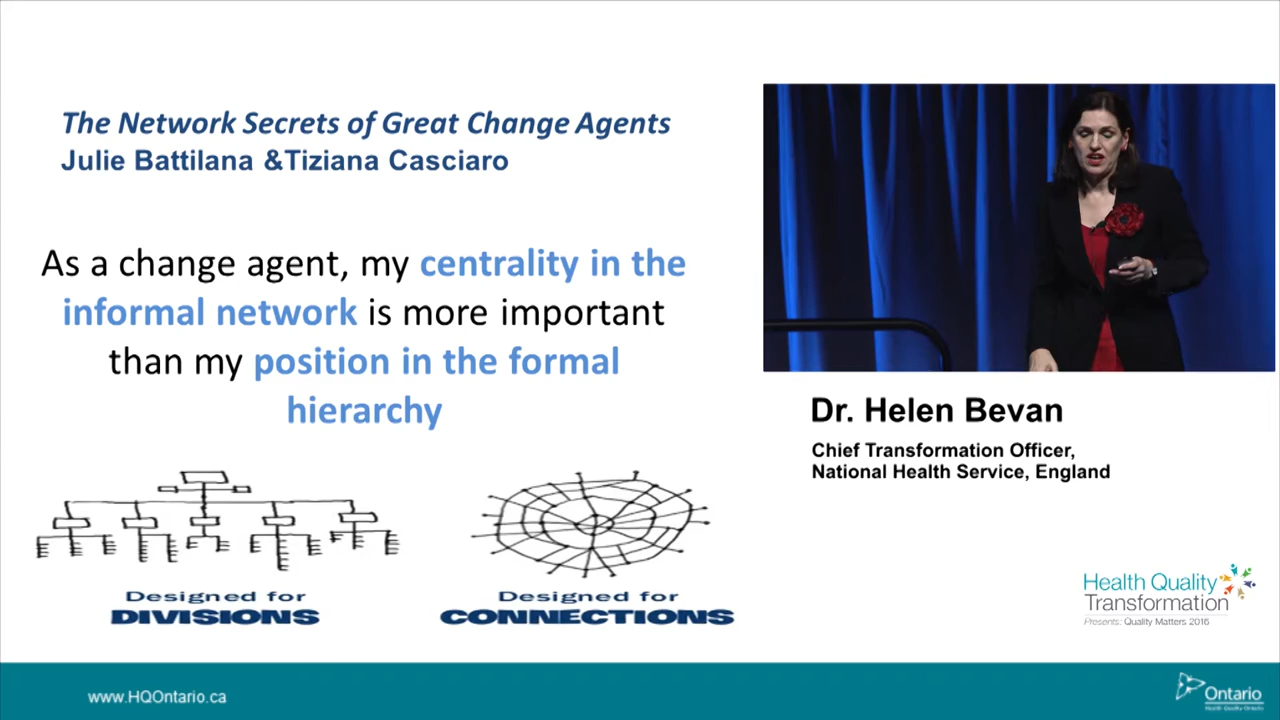 The Network Secrets of Great Change Agents
Julie Battilana &Tiziana Casciaro
As a change agent, my centrality in the
informal network is more important
than my position in the formal
hierarchy
Designed for
DIVISIONS
Designed for
CONNECTIONS
Dr. Helen Bevan
Chief Transformation Officer,
National Health Service, England
Health Quality
Transformation
Presents: Quality Matters 2016
www.HQOntario.ca
Ontario
Health Quality Ontario